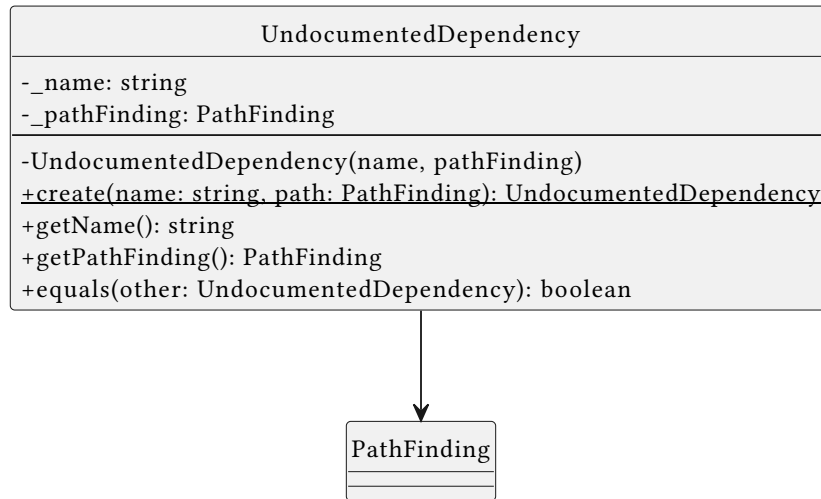 UndocumentedDependency
-_name: string
-_pathFinding: PathFinding
-UndocumentedDependency(name, pathFinding)
+create(name: string, path: PathFinding): UndocumentedDependency
+getName(): string
+getPathFinding(): PathFinding
+equals(other: UndocumentedDependency): boolean
PathFinding